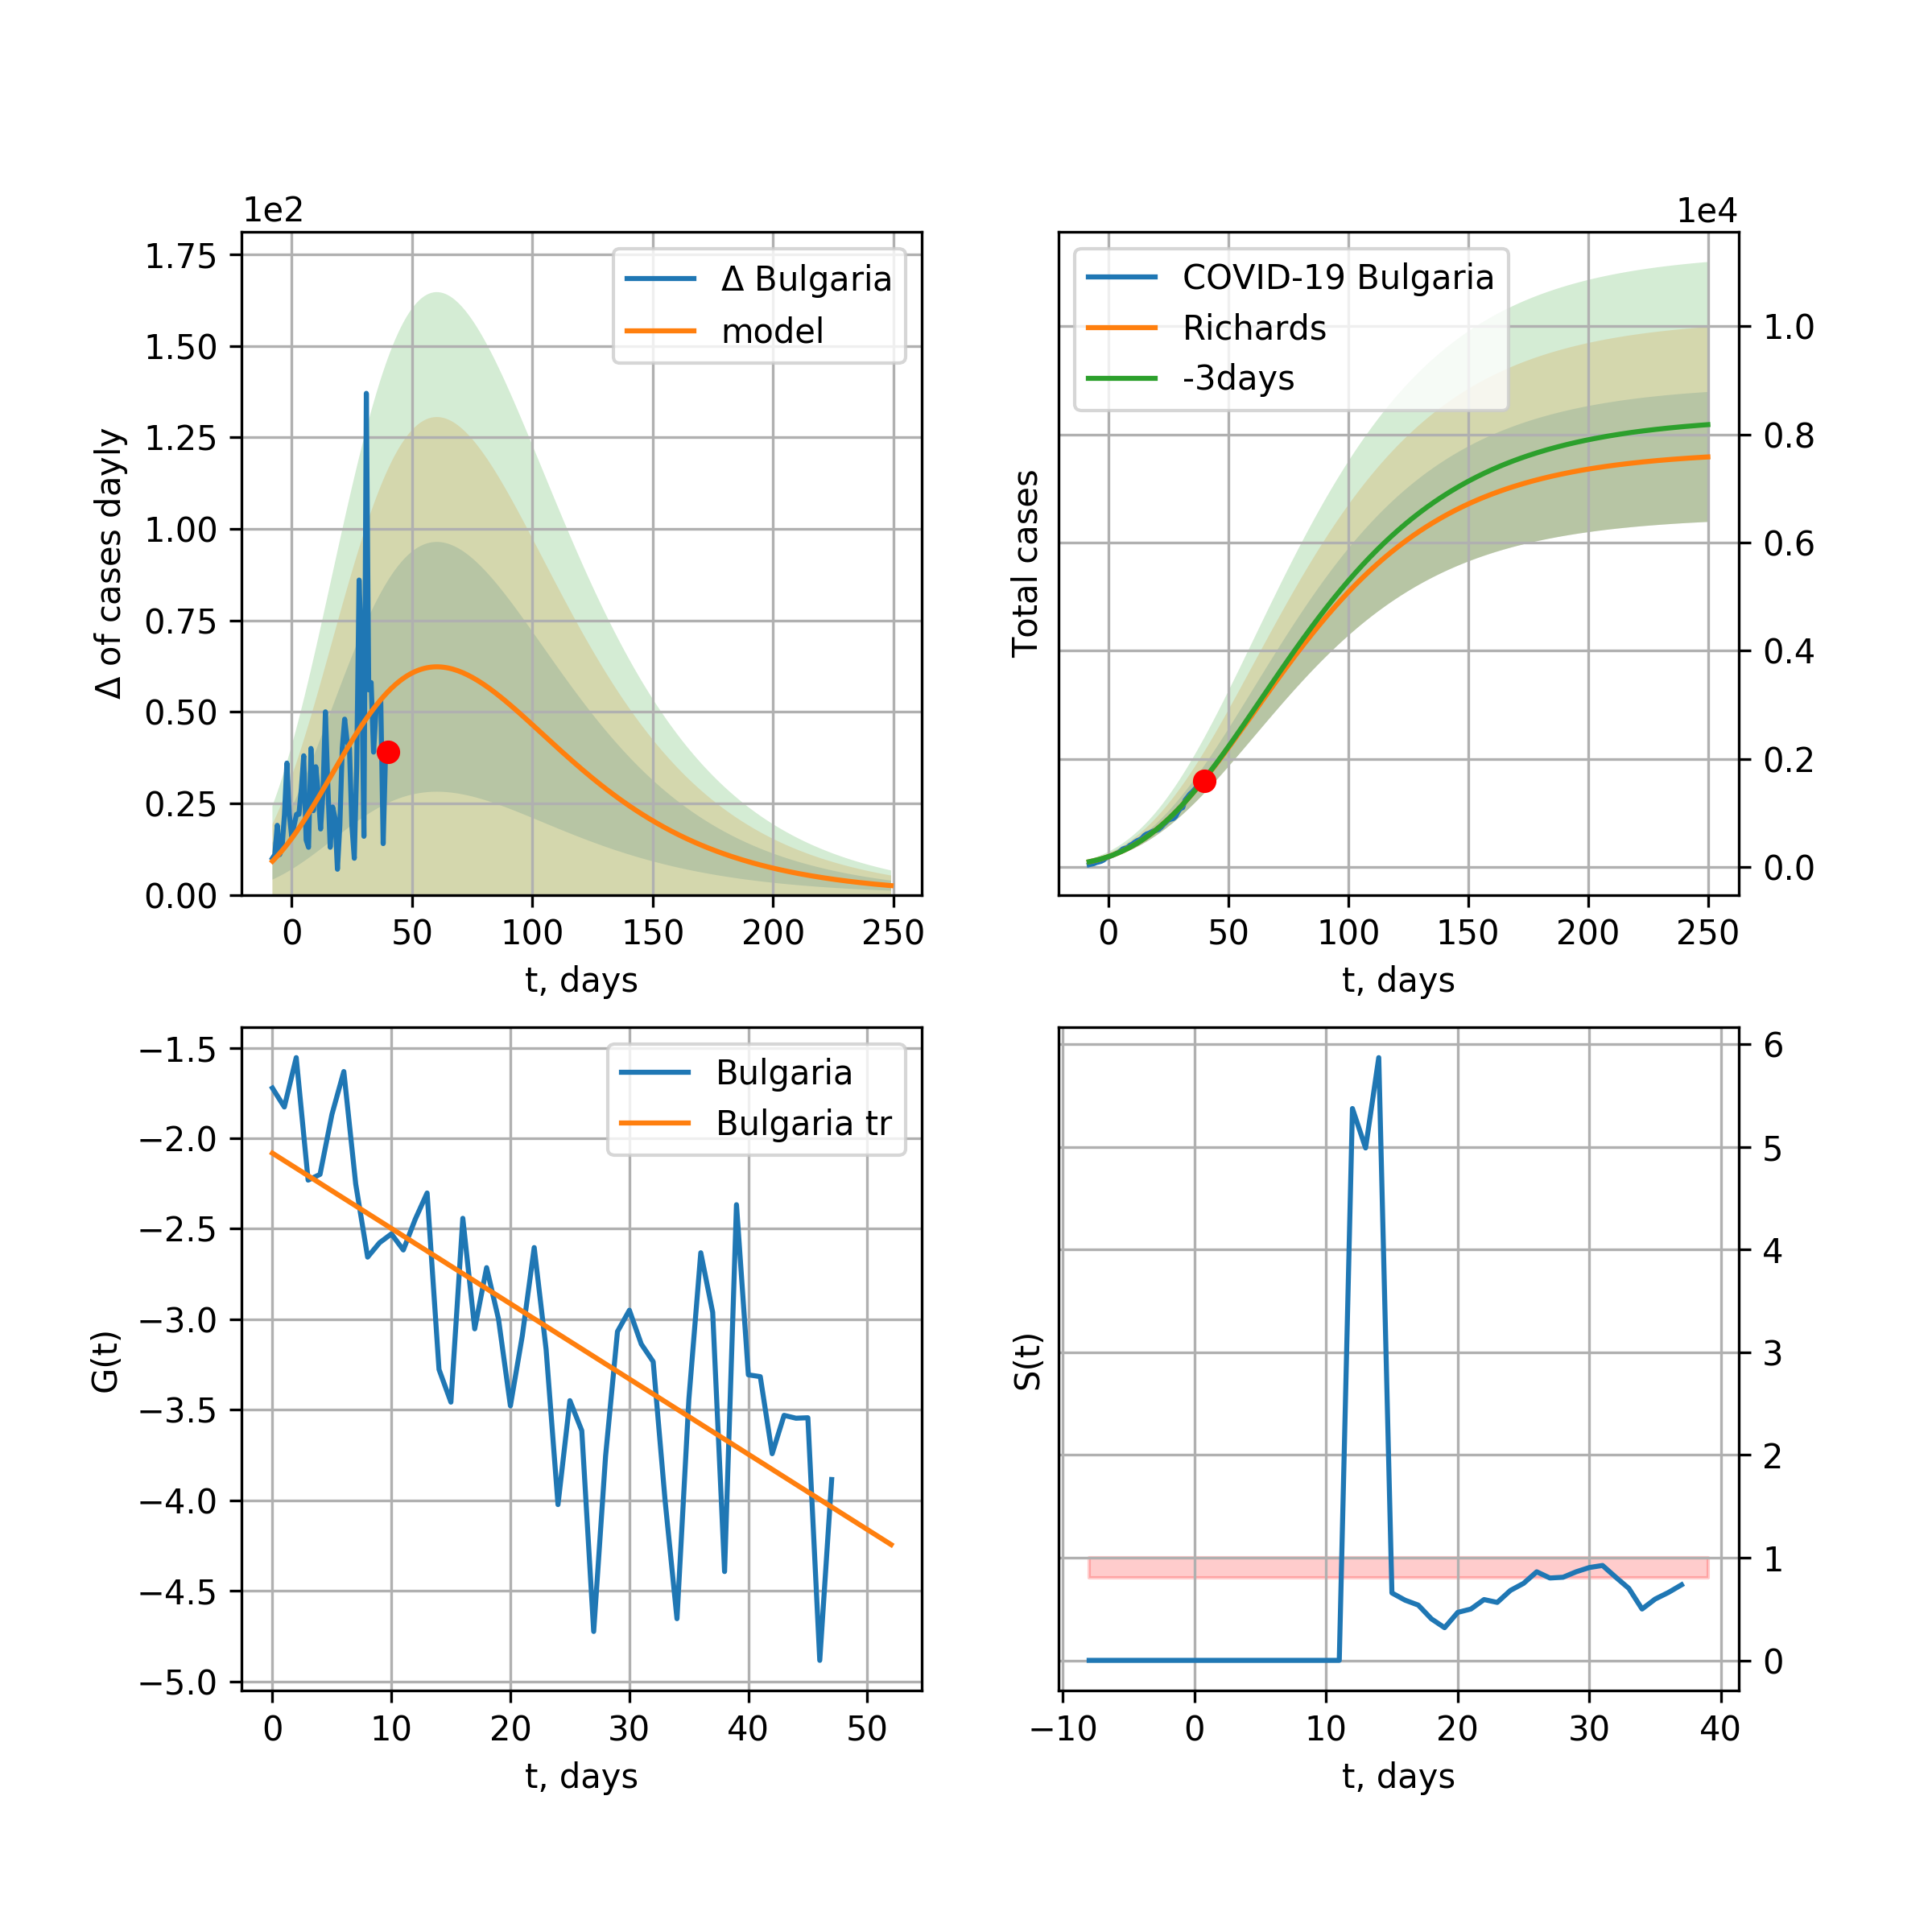 1e2
1.75
1.50
1.25
1.00
0.75
0.50
0.25
0.00
Δ of cases dayly
Δ Bulgaria
model
0 50 100 150 200 250
t, days
1e4
1.0
0.8
0.6
0.4
0.2
0.0
Total cases
COVID-19 Bulgaria
Richards
-3days
0 50 100 150 200 250
t, days
−1.5
−2.0
−2.5
−3.0
−3.5
−4.0
−4.5
−5.0
G(t)
Bulgaria
Bulgaria tr
0 10 20 30 40 50
t, days
6
5
4
3
2
1
0
S(t)
−10 0 10 20 30 40
t, days